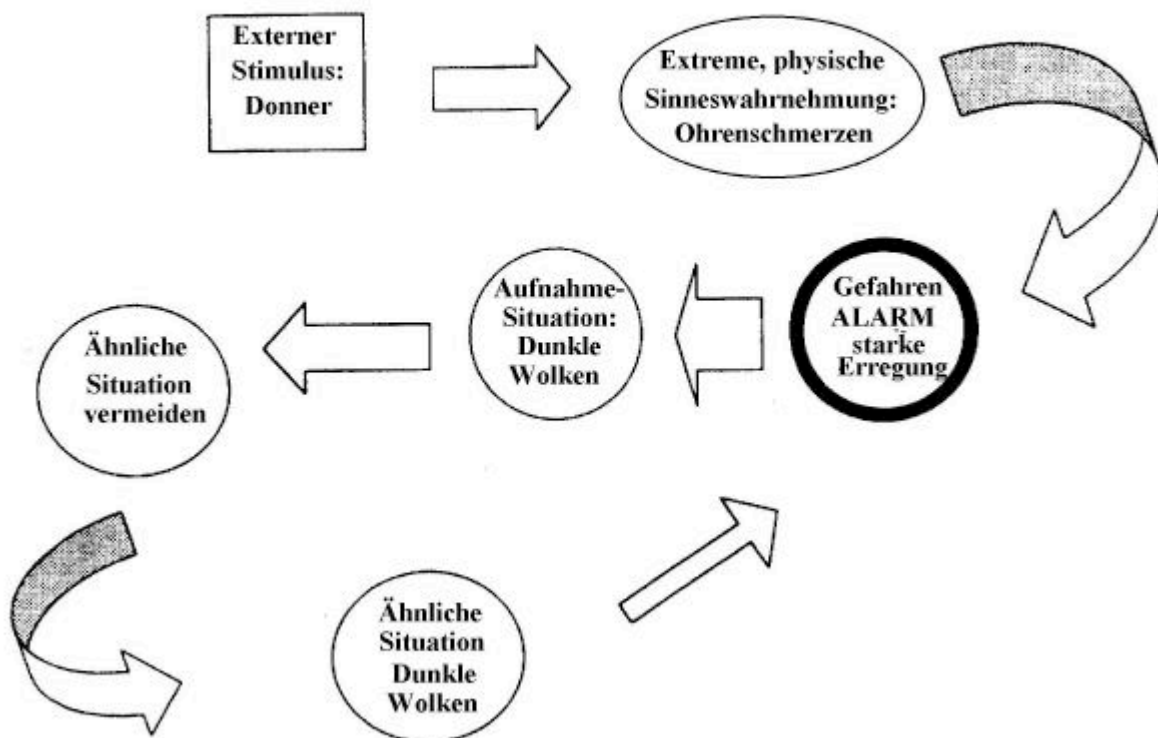 Externer
Stimulus:
Donner
Extreme, physische
Sinneswahrnehmung:
Ohrenschmerzen
Gefahren
ALARM
starke
Erregung
Aufnahme-
Situation:
Dunkle
Wolken
Ähnliche
Situation
vermeiden
Ähnliche
Situation
Dunkle
Wolken